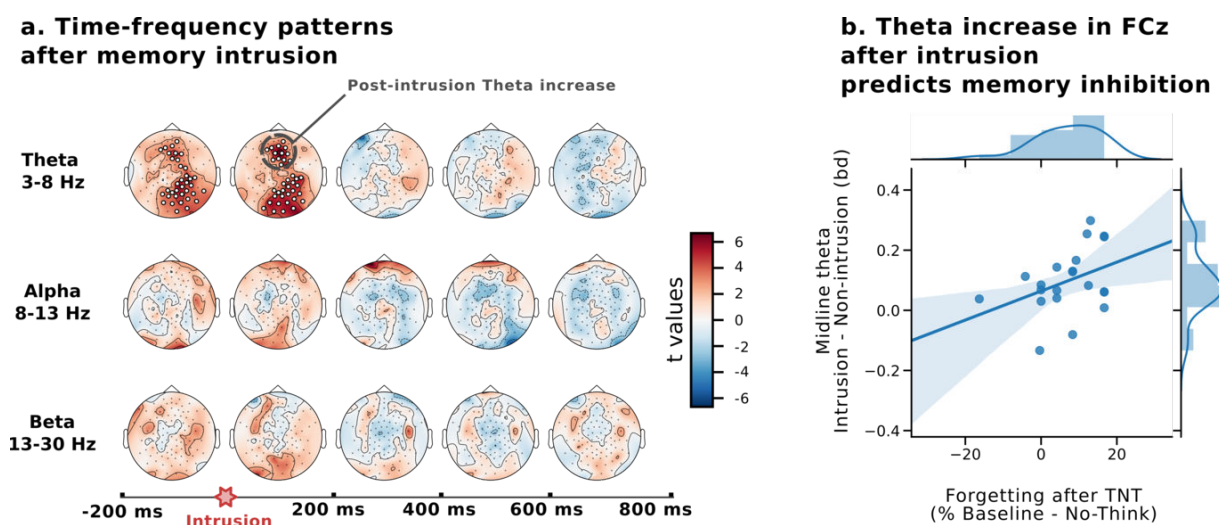 a. Time-frequency patterns
after memory intrusion
Post-intrusion Theta increase
Theta
3-8 Hz
Alpha
8-13 Hz
Beta
13-30 Hz
-200 ms
Intrusion
200 ms
400 ms
600 ms
800 ms
t values
6
4
2
0
-2
-4
-6
b. Theta increase in FCz
after intrusion
predicts memory inhibition
Midline theta
Intrusion - Non-intrusion (bd)
0.4
0.2
0.0
−0.2
−0.4
−20
0
20
Forgetting after TNT
(% Baseline - No-Think)